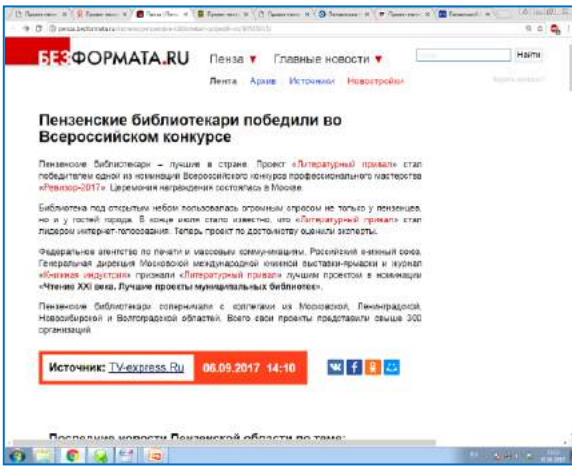 БЕЗФОРМАТА.RU
Пенза ▼ Главные новости ▼
Найти
Лента Архив Источники Новостройки
Пензенские библиотекари победили во
Всероссийском конкурсе
Пензенские библиотекари – лучшие в стране. Проект «Литературный привал» стал
победителем одной из номинаций Всероссийского конкурса профессионального мастерства
«Ревизор-2017». Церемония награждения состоялась в Москве.
Библиотека под открытым небом пользовалась огромным спросом не только у пензенцев,
но и у гостей города. В конце июля стало известно, что «Литературный привал» стал
лидером интернет-голосования. Теперь проект по достоинству оценили эксперты.
Федеральное агентство по печати и массовым коммуникациям, Российский книжный союз,
Генеральная дирекция Московской международной книжной выставки-ярмарки и журнал
«Книжная индустрия» признали «Литературный привал» лучшим проектом в номинации
«Чтение XXI века. Лучшие проекты муниципальных библиотек».
Пензенские библиотекари соперничали с коллегами из Московской, Ленинградской,
Новосибирской и Волгоградской областей. Всего свои проекты представили свыше 300
организаций.
Источник: TV-express.Ru 06.09.2017 14:10
Последние новости Пензенской области по теме: